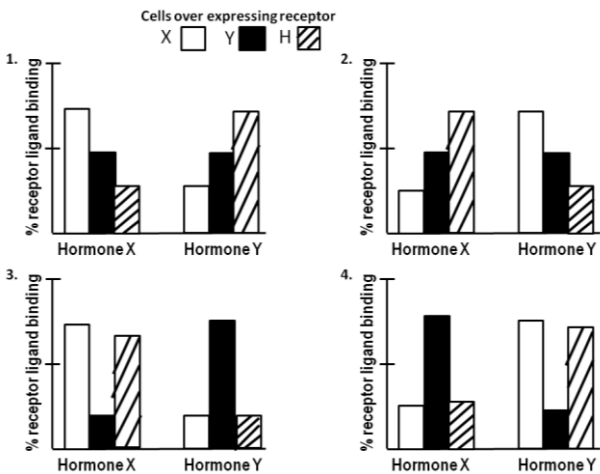 Cells over expressing receptor
X Y H
1.
% receptor ligand binding
Hormone X Hormone Y
2.
% receptor ligand binding
Hormone X Hormone Y
3.
% receptor ligand binding
Hormone X Hormone Y
4.
% receptor ligand binding
Hormone X Hormone Y